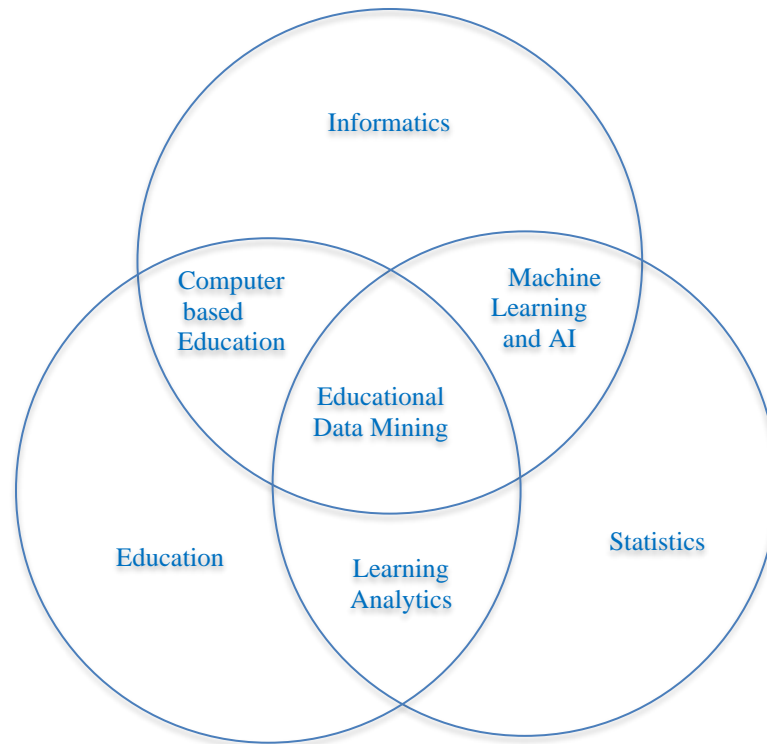 Informatics
Computer
based
Education
Machine
Learning
and AI
Educational
Data Mining
Education
Learning
Analytics
Statistics